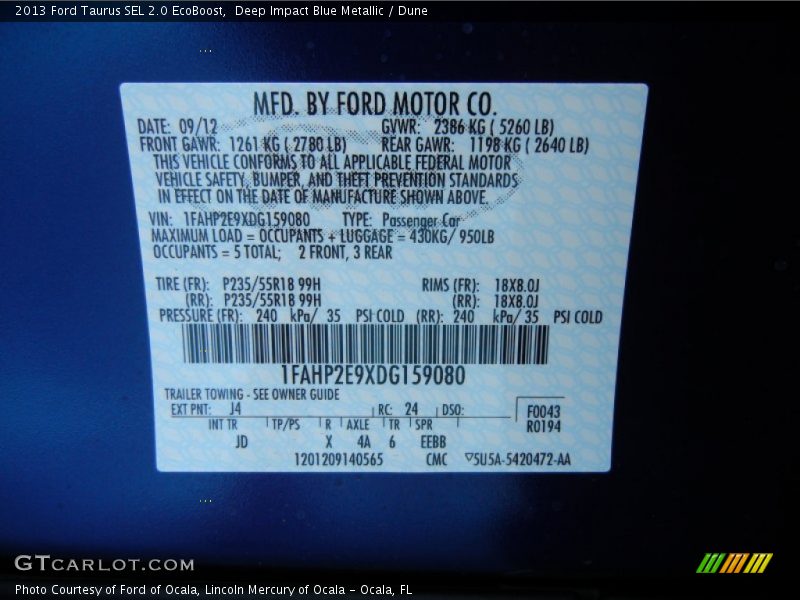 2013 Ford Taurus SEL 2.0 EcoBoost,  Deep Impact Blue Metallic / Dune
MFD. BY FORD MOTOR CO.
DATE: 09/12 GVWR: 2386 KG ( 5260 LB)
FRONT GAWR: 1261 KG ( 2780 LB) REAR GAWR: 1198 KG ( 2640 LB)
THIS VEHICLE CONFORMS TO ALL APPLICABLE FEDERAL MOTOR
VEHICLE SAFETY, BUMPER, AND THEFT PREVENTION STANDARDS
IN EFFECT ON THE DATE OF MANUFACTURE SHOWN ABOVE.
VIN: 1FAHP2E9XDG159080 TYPE: Passenger Car
MAXIMUM LOAD = OCCUPANTS + LUGGAGE = 430KG/ 950LB
OCCUPANTS = 5 TOTAL; 2 FRONT, 3 REAR
TIRE (FR): P235/55R18 99H RIMS (FR): 18X8.0J
(RR): P235/55R18 99H (RR): 18X8.0J
PRESSURE (FR): 240 kPa/ 35 PSI COLD (RR): 240 kPa/ 35 PSI COLD
1FAHP2E9XDG159080
TRAILER TOWING - SEE OWNER GUIDE
EXT PNT: J4 RC: 24 DSO: F0043
R0194
INT TR TP/PS R AXLE TR SPR
JD X 4A 6 EEBB
1201209140565 CMC ▽5U5A-5420472-AA
GTCARLOT.COM
Photo Courtesy of Ford of Ocala, Lincoln Mercury of Ocala - Ocala, FL